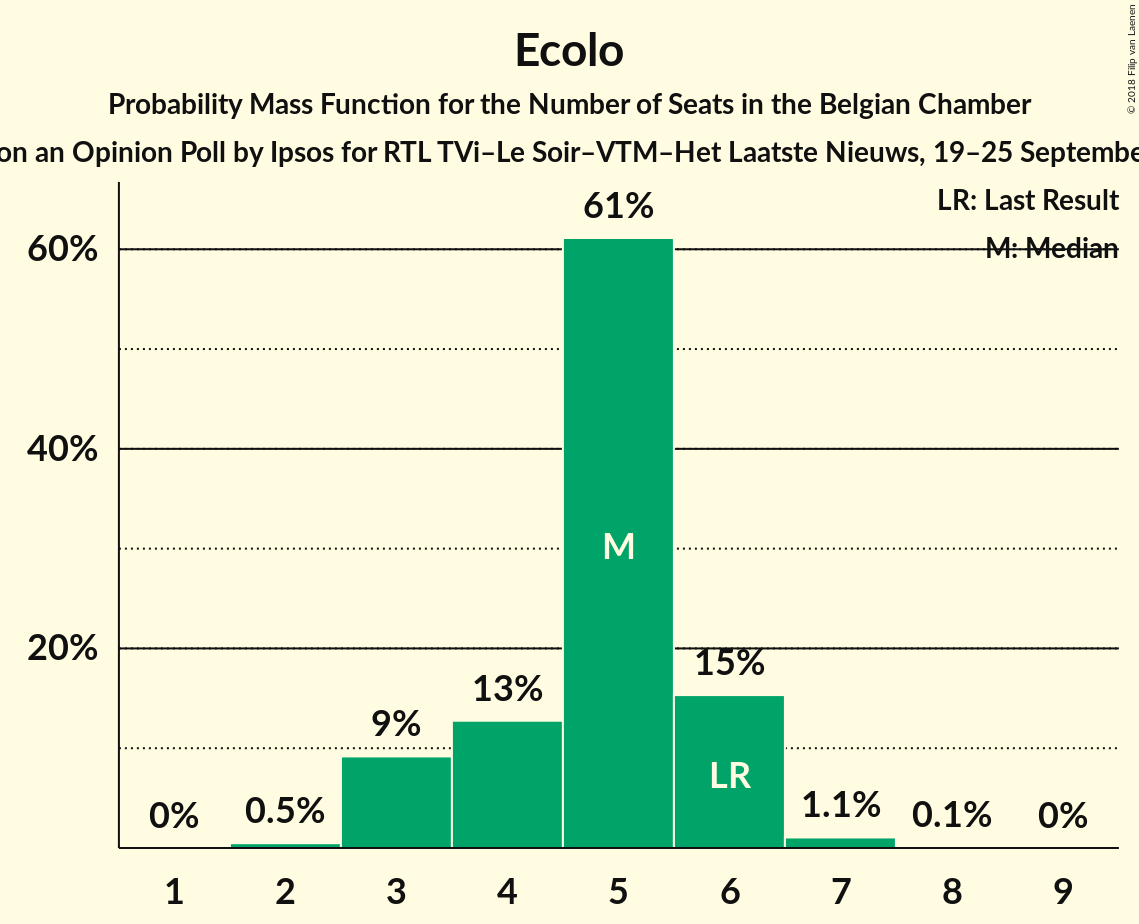 Ecolo
Probability Mass Function for the Number of Seats in the Belgian Chamber
on an Opinion Poll by Ipsos for RTL TVi–Le Soir–VTM–Het Laatste Nieuws, 19–25
© 2018 Filip van Laenen
LR: Last Result
M: Median
60%
40%
20%
0%
0.5%
9%
13%
61%
15%
1.1%
0.1%
0%
M
LR
1 2 3 4 5 6 7 8 9